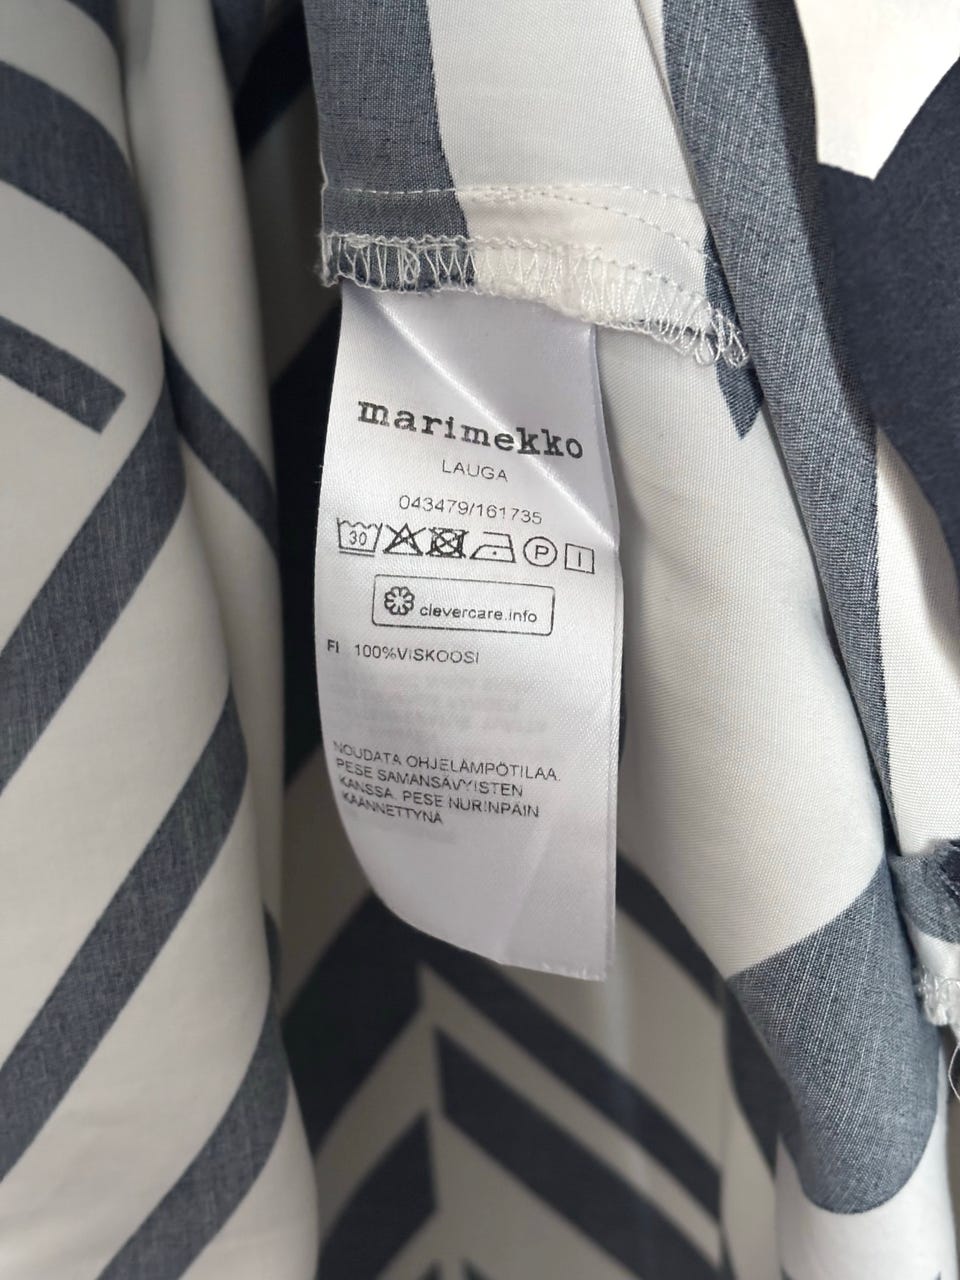 marimekko
LAUGA
043479/161735
30 P I
clevercare.info
FI 100%VISKOOSI
NOUDATA OHJELÄMPÖTILAA.
PESE SAMANSÄVYISTEN
KANSSA. PESE NURINPÄIN
KÄÄNNETTYNÄ